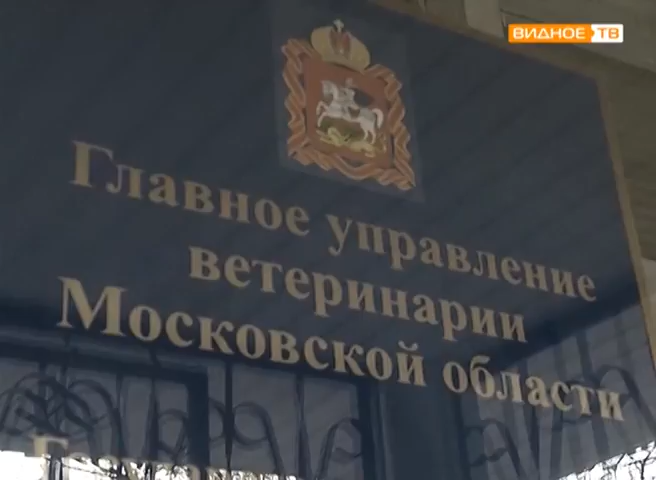 ВИДНОЕ ТВ
Главное управление
ветеринарии
Московской области